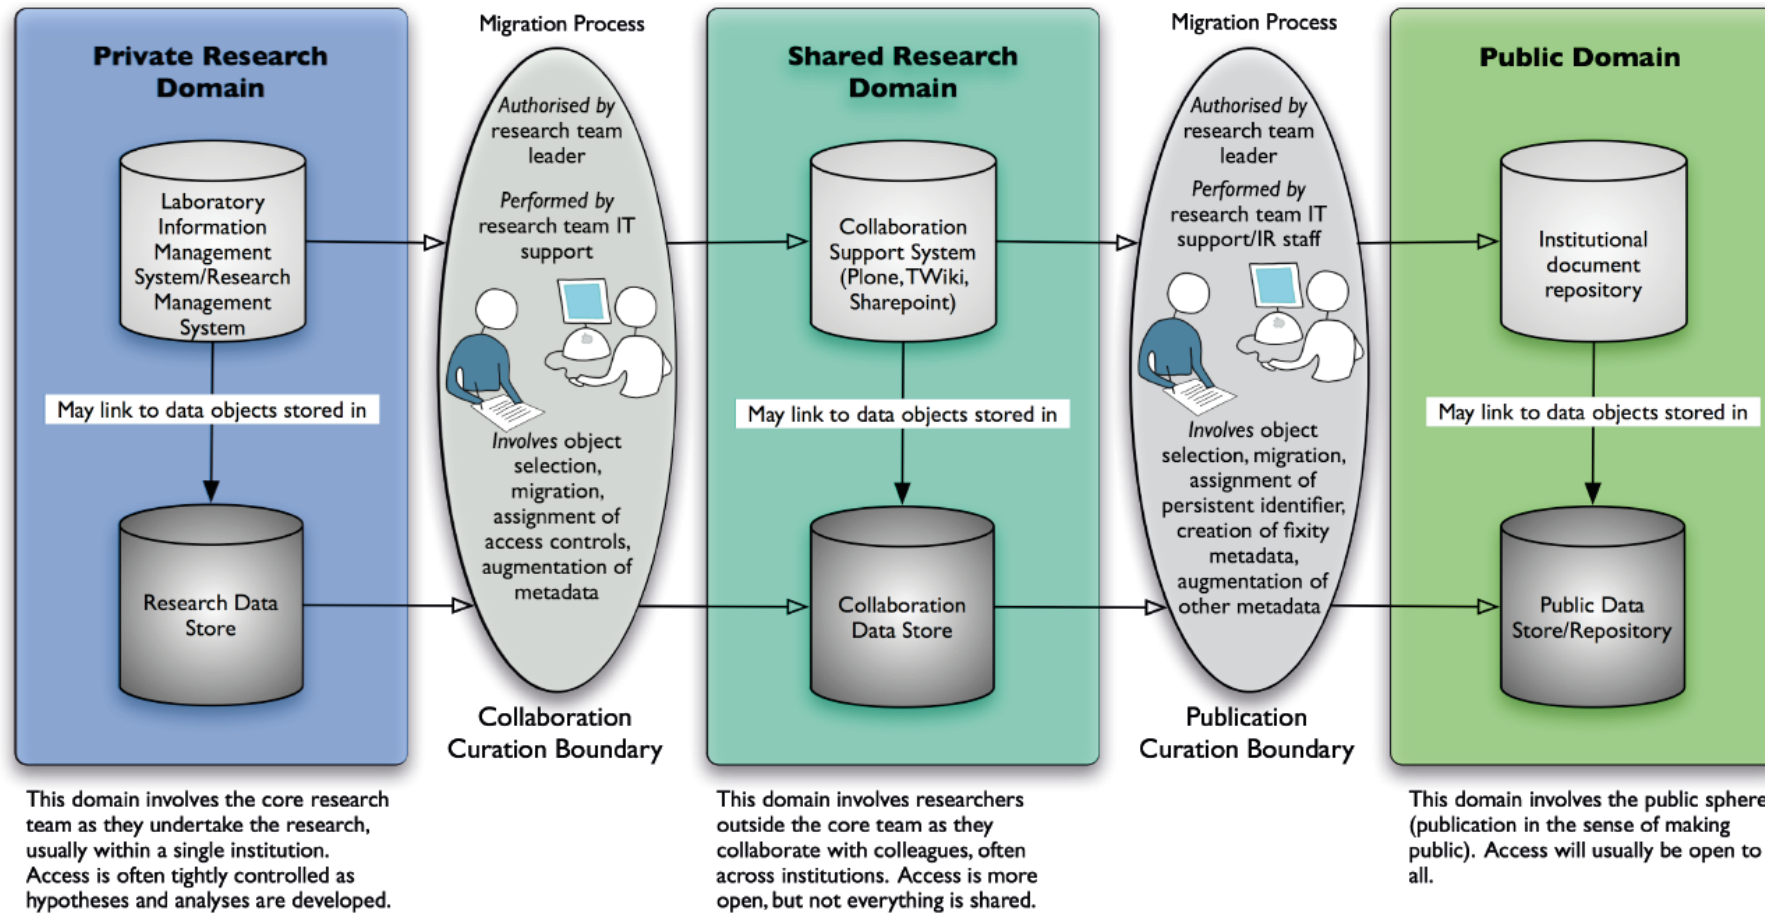 Private Research
Domain
Laboratory
Information
Management
System/Research
Management
System
May link to data objects stored in
Research Data
Store
This domain involves the core research
team as they undertake the research,
usually within a single institution.
Access is often tightly controlled as
hypotheses and analyses are developed.
Migration Process
Authorised by
research team
leader
Performed by
research team IT
support
Involves object
selection,
migration,
assignment of
access controls,
augmentation of
metadata
Collaboration
Curation Boundary
Shared Research
Domain
Collaboration
Support System
(Plone, TWiki,
Sharepoint)
May link to data objects stored in
Collaboration
Data Store
This domain involves researchers
outside the core team as they
collaborate with colleagues, often
across institutions. Access is more
open, but not everything is shared.
Migration Process
Authorised by
research team
leader
Performed by
research team IT
support/IR staff
Involves object
selection, migration,
assignment of
persistent identifier,
creation of fixity
metadata,
augmentation of
other metadata
Publication
Curation Boundary
Public Domain
Institutional
document
repository
May link to data objects stored in
Public Data
Store/Repository
This domain involves the public sphere
(publication in the sense of making
public). Access will usually be open to
all.